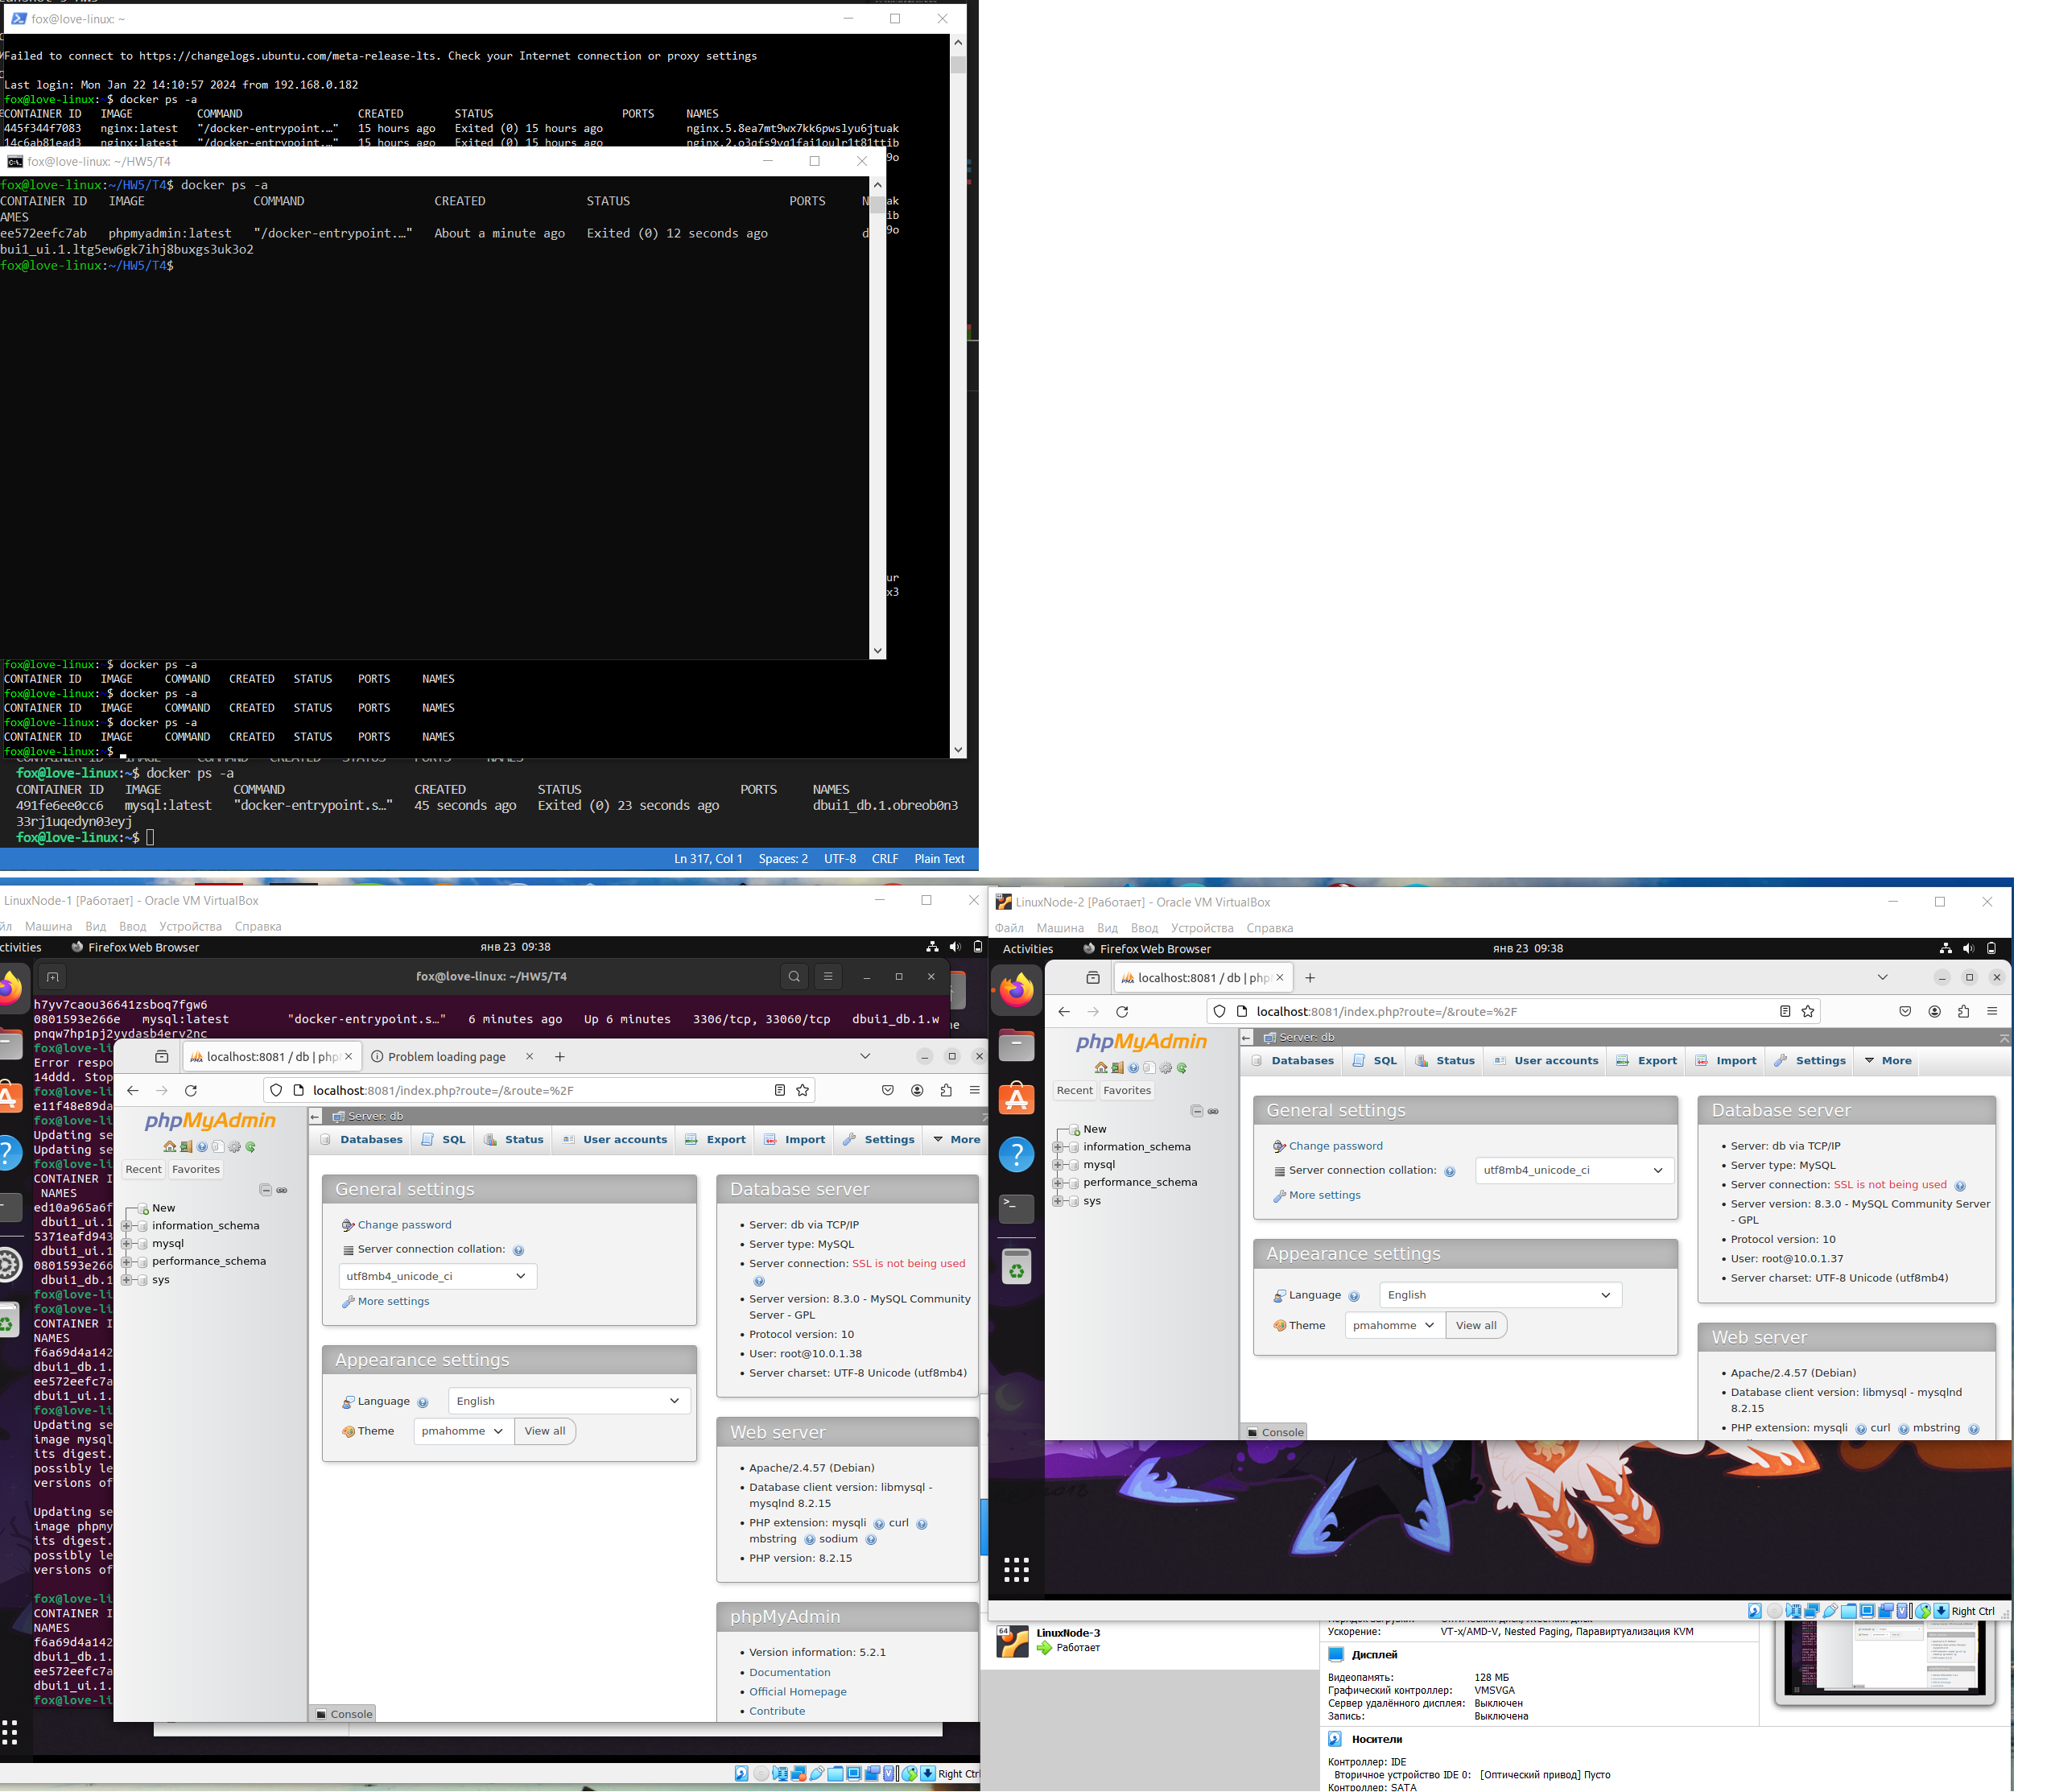 fox@love-linux: ~
Failed to connect to https://changelogs.ubuntu.com/meta-release-lts. Check your Internet connection or proxy settings
Last login: Mon Jan 22 14:10:57 2024 from 192.168.0.182
fox@love-linux:~$ docker ps -a
CONTAINER ID IMAGE COMMAND CREATED STATUS PORTS NAMES
445f344f7083 nginx:latest "/docker-entrypoint.…" 15 hours ago Exited (0) 15 hours ago nginx.5.8ea7mt9wx7kk6pwslyu6jtuak
14c6ab81ead3 nginx:latest "/docker-entrypoint.…" 15 hours ago Exited (0) 15 hours ago
9o
fox@love-linux: ~/HW5/T4
fox@love-linux:~/HW5/T4$ docker ps -a
CONTAINER ID IMAGE COMMAND CREATED STATUS PORTS N
AMES
ee572eefc7ab phpmyadmin:latest "/docker-entrypoint.…" About a minute ago Exited (0) 12 seconds ago d
bui1_ui.1.ltg5ew6gk7ihj8buxgs3uk3o2
fox@love-linux:~/HW5/T4$
ak
ib
9o
ur
x3
fox@love-linux:~$ docker ps -a
CONTAINER ID IMAGE COMMAND CREATED STATUS PORTS NAMES
fox@love-linux:~$ docker ps -a
CONTAINER ID IMAGE COMMAND CREATED STATUS PORTS NAMES
fox@love-linux:~$ docker ps -a
CONTAINER ID IMAGE COMMAND CREATED STATUS PORTS NAMES
fox@love-linux:~$
fox@love-linux:~$ docker ps -a
CONTAINER ID IMAGE COMMAND CREATED STATUS PORTS NAMES
491fe6ee0cc6 mysql:latest "docker-entrypoint.s…" 45 seconds ago Exited (0) 23 seconds ago dbui1_db.1.obreob0n3
33rj1uqedyn03eyj
fox@love-linux:~$
Ln 317, Col 1 Spaces: 2 UTF-8 CRLF Plain Text
LinuxNode-1 [Работает] - Oracle VM VirtualBox
йл Машина Вид Ввод Устройства Справка
ctivities Firefox Web Browser янв 23 09:38
fox@love-linux: ~/HW5/T4
h7yv7caou36641zsboq7fgw6
0801593e266e mysql:latest "docker-entrypoint.s…" 6 minutes ago Up 6 minutes 3306/tcp, 33060/tcp dbui1_db.1.w
pnqw7hp1pj2yydasb4erv2nc
fox@love-li
Error respo
14ddd. Stop
fox@love-li
e11f48e89da
fox@love-li
Updating se
Updating se
fox@love-li
CONTAINER I
NAMES
ed10a965a6f
dbui1_ui.1
5371eafd943
dbui1_ui.1
0801593e266
dbui1_db.1
fox@love-li
fox@love-li
CONTAINER I
NAMES
f6a69d4a142
dbui1_db.1.
ee572eefc7a
dbui1_ui.1.
fox@love-li
Updating se
image mysql
its digest.
possibly le
versions of
Updating se
image phpmy
its digest.
possibly le
versions of
fox@love-li
CONTAINER I
NAMES
f6a69d4a142
dbui1_db.1.
ee572eefc7a
dbui1_ui.1.
fox@love-li
localhost:8081 / db | php
Problem loading page
localhost:8081/index.php?route=/&route=%2F
phpMyAdmin
Recent Favorites
New
information_schema
mysql
performance_schema
sys
Server: db
Databases SQL Status User accounts Export Import Settings More
General settings
Change password
Server connection collation:
utf8mb4_unicode_ci
More settings
Appearance settings
Language English
Theme pmahomme View all
Database server
• Server: db via TCP/IP
• Server type: MySQL
• Server connection: SSL is not being used
• Server version: 8.3.0 - MySQL Community
Server - GPL
• Protocol version: 10
• User: root@10.0.1.38
• Server charset: UTF-8 Unicode (utf8mb4)
Web server
• Apache/2.4.57 (Debian)
• Database client version: libmysql -
mysqlnd 8.2.15
• PHP extension: mysqli curl
mbstring sodium
• PHP version: 8.2.15
phpMyAdmin
• Version information: 5.2.1
• Documentation
• Official Homepage
• Contribute
Console
Right Ctrl
LinuxNode-2 [Работает] - Oracle VM VirtualBox
Файл Машина Вид Ввод Устройства Справка
Activities Firefox Web Browser янв 23 09:38
localhost:8081 / db | php
localhost:8081/index.php?route=/&route=%2F
phpMyAdmin
Recent Favorites
New
information_schema
mysql
performance_schema
sys
Server: db
Databases SQL Status User accounts Export Import Settings More
General settings
Change password
Server connection collation: utf8mb4_unicode_ci
More settings
Appearance settings
Language English
Theme pmahomme View all
Database server
• Server: db via TCP/IP
• Server type: MySQL
• Server connection: SSL is not being used
• Server version: 8.3.0 - MySQL Community Server
- GPL
• Protocol version: 10
• User: root@10.0.1.37
• Server charset: UTF-8 Unicode (utf8mb4)
Web server
• Apache/2.4.57 (Debian)
• Database client version: libmysql - mysqlnd
8.2.15
• PHP extension: mysqli curl mbstring
Console
Right Ctrl
LinuxNode-3
Работает
Ускорение: VT-x/AMD-V, Nested Paging, Паравиртуализация KVM
Дисплей
Видеопамять: 128 МБ
Графический контроллер: VMSVGA
Сервер удалённого дисплея: Выключен
Запись: Выключена
Носители
Контроллер: IDE
Вторичное устройство IDE 0: [Оптический привод] Пусто
Контроллер: SATA